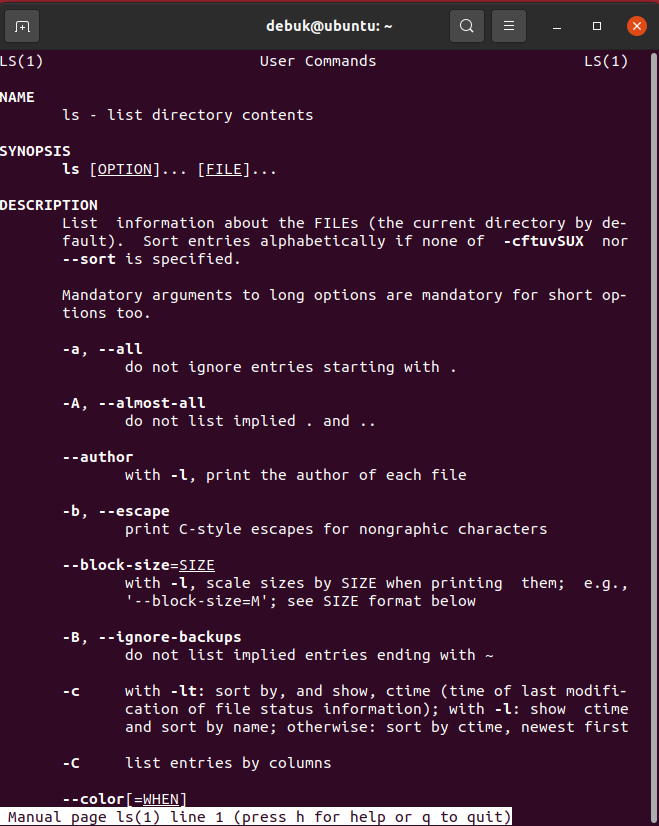 debuk@ubuntu: ~
LS(1) User Commands LS(1)
NAME
ls - list directory contents
SYNOPSIS
ls [OPTION]... [FILE]...
DESCRIPTION
List information about the FILEs (the current directory by de-
fault). Sort entries alphabetically if none of -cftuvSUX nor
--sort is specified.
Mandatory arguments to long options are mandatory for short op-
tions too.
-a, --all
do not ignore entries starting with .
-A, --almost-all
do not list implied . and ..
--author
with -l, print the author of each file
-b, --escape
print C-style escapes for nongraphic characters
--block-size=SIZE
with -l, scale sizes by SIZE when printing them; e.g.,
'--block-size=M'; see SIZE format below
-B, --ignore-backups
do not list implied entries ending with ~
-c with -lt: sort by, and show, ctime (time of last modifi-
cation of file status information); with -l: show ctime
and sort by name; otherwise: sort by ctime, newest first
-C list entries by columns
--color[=WHEN]
Manual page ls(1) line 1 (press h for help or q to quit)